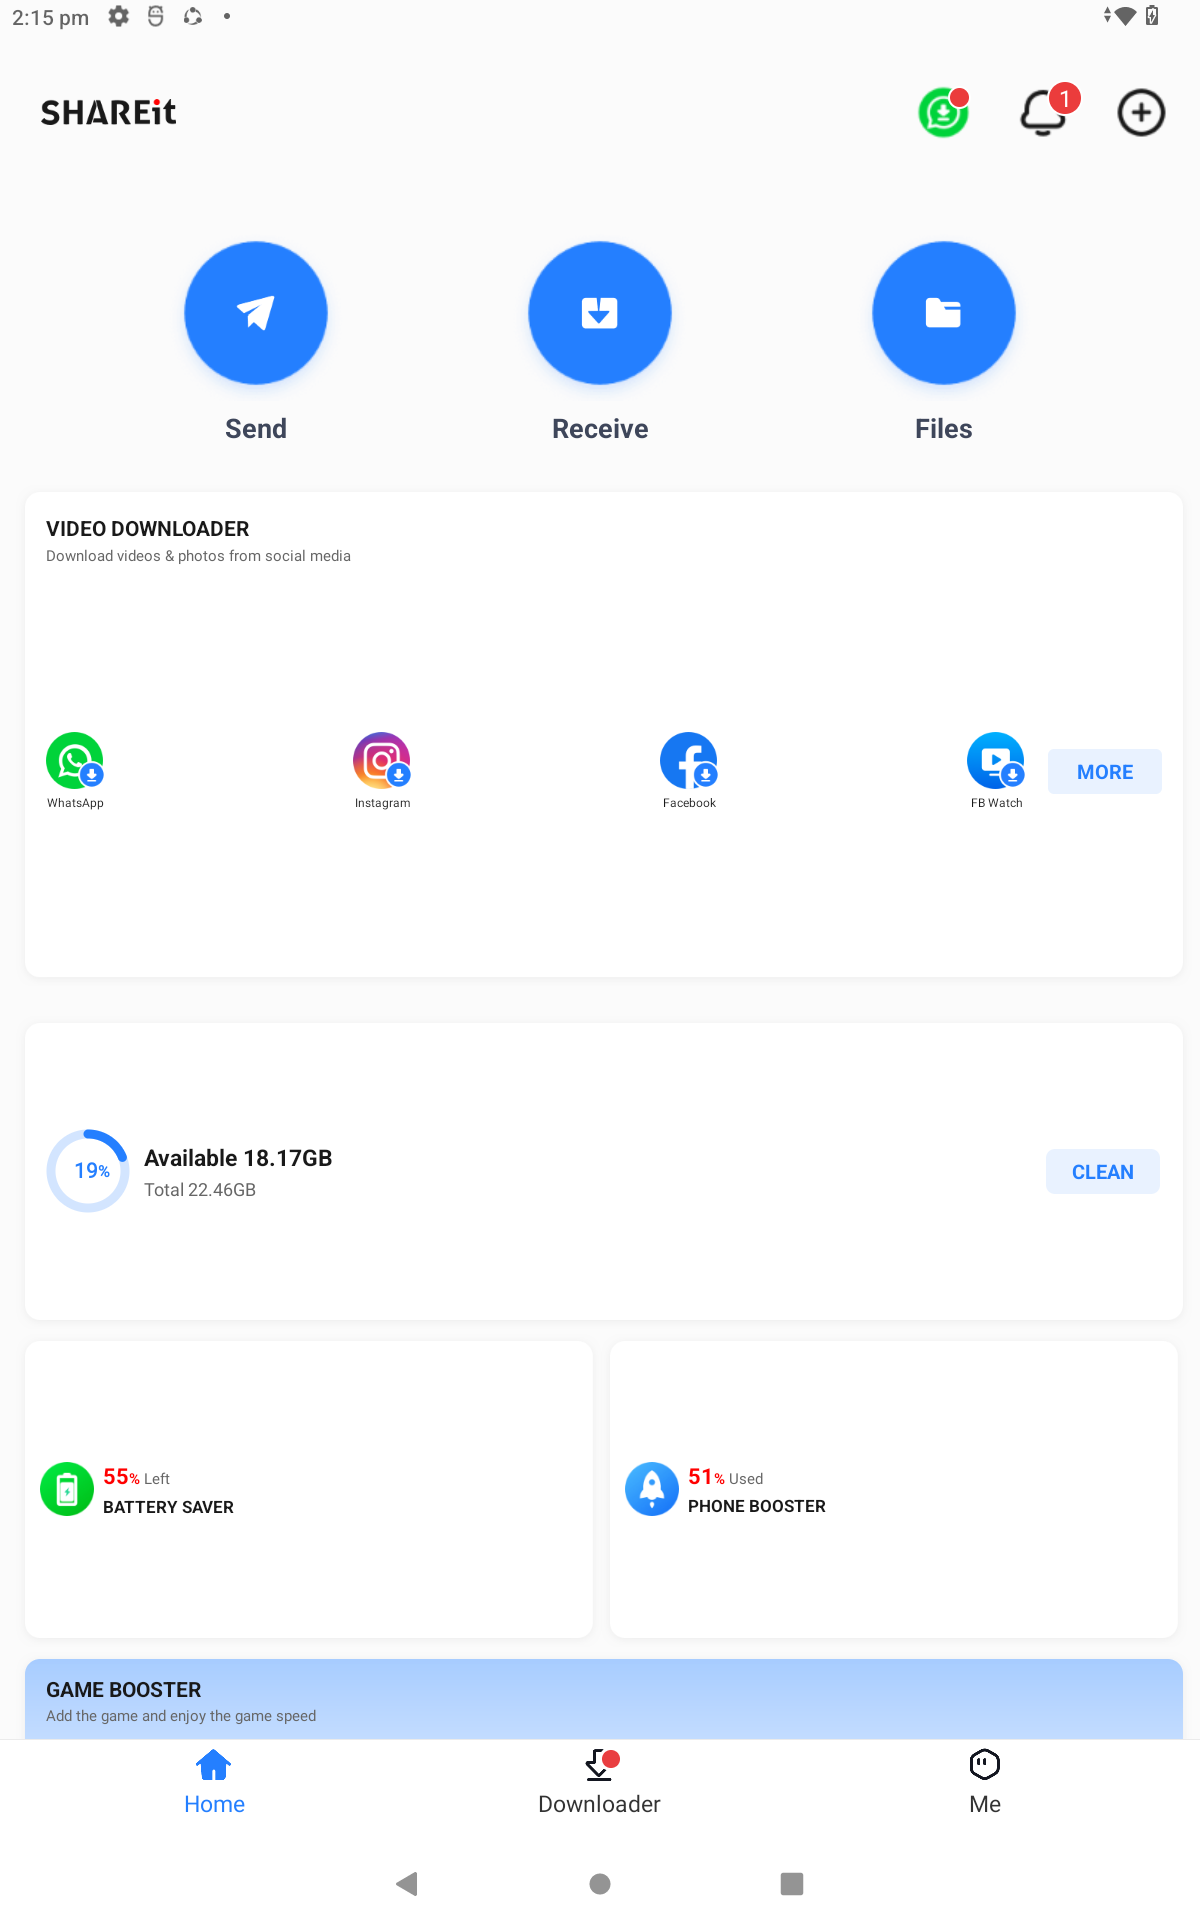 2:15 pm
SHAREit
1
Send
Receive
Files
VIDEO DOWNLOADER
Download videos & photos from social media
WhatsApp
Instagram
Facebook
FB Watch
MORE
19%
Available 18.17GB
Total 22.46GB
CLEAN
55% Left
BATTERY SAVER
51% Used
PHONE BOOSTER
GAME BOOSTER
Add the game and enjoy the game speed
Home
Downloader
Me